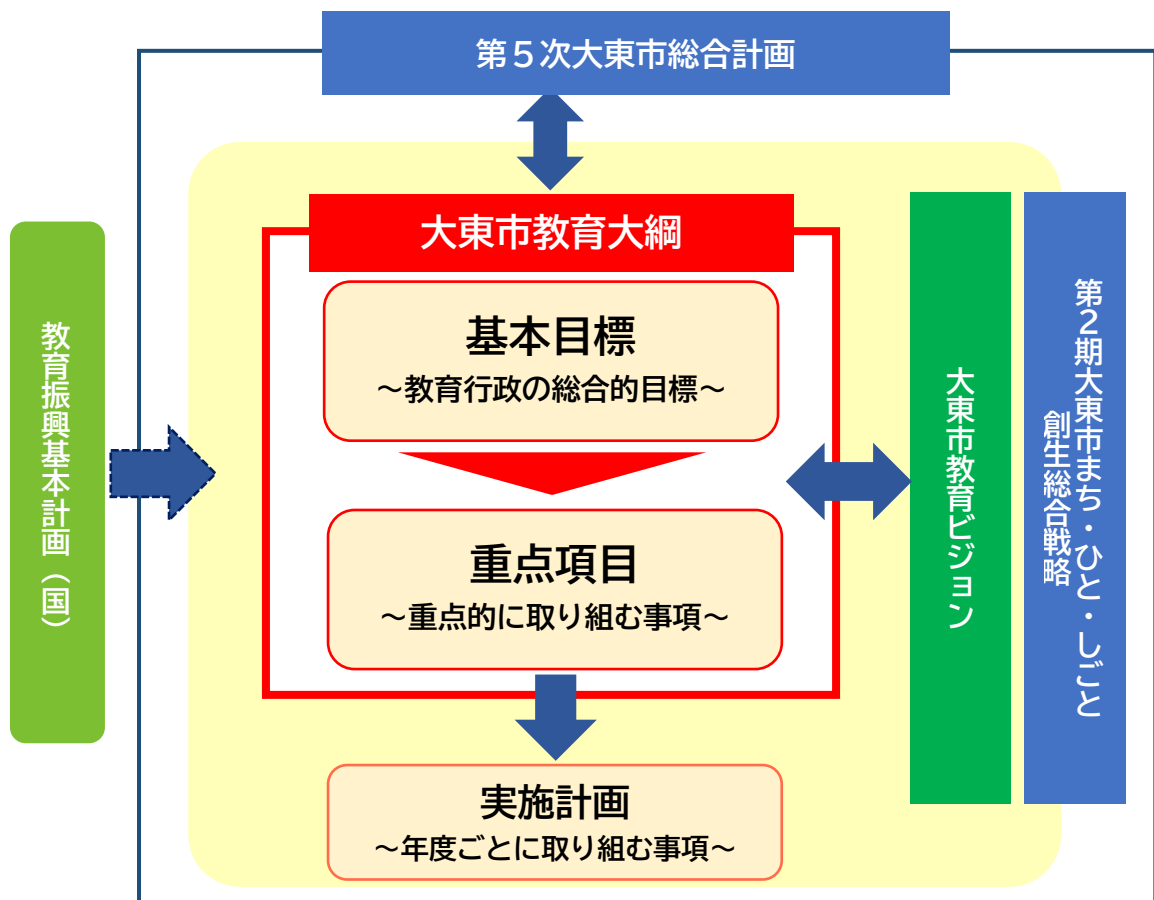 第５次大東市総合計画
大東市教育大綱
基本目標
～教育行政の総合的目標～
重点項目
～重点的に取り組む事項～
実施計画
～年度ごとに取り組む事項～
教育振興基本計画（国）
大東市教育ビジョン
第２期大東市まち・ひと・しごと
創生総合戦略